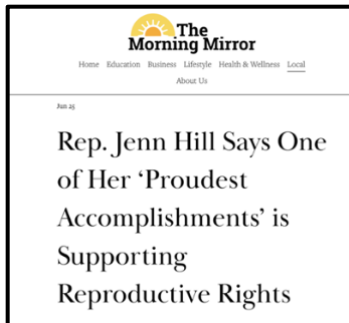 The
Morning Mirror
Home Education Business Lifestyle Health & Wellness Local
About Us
Jun 25
Rep. Jenn Hill Says One
of Her ‘Proudest
Accomplishments’ is
Supporting
Reproductive Rights